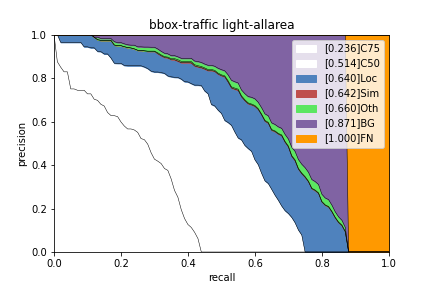 bbox-traffic light-allarea
1.0
0.8
0.6
0.4
0.2
0.0
precision
[0.236]C75
[0.514]C50
[0.640]Loc
[0.642]Sim
[0.660]Oth
[0.871]BG
[1.000]FN
0.0 0.2 0.4 0.6 0.8 1.0
recall